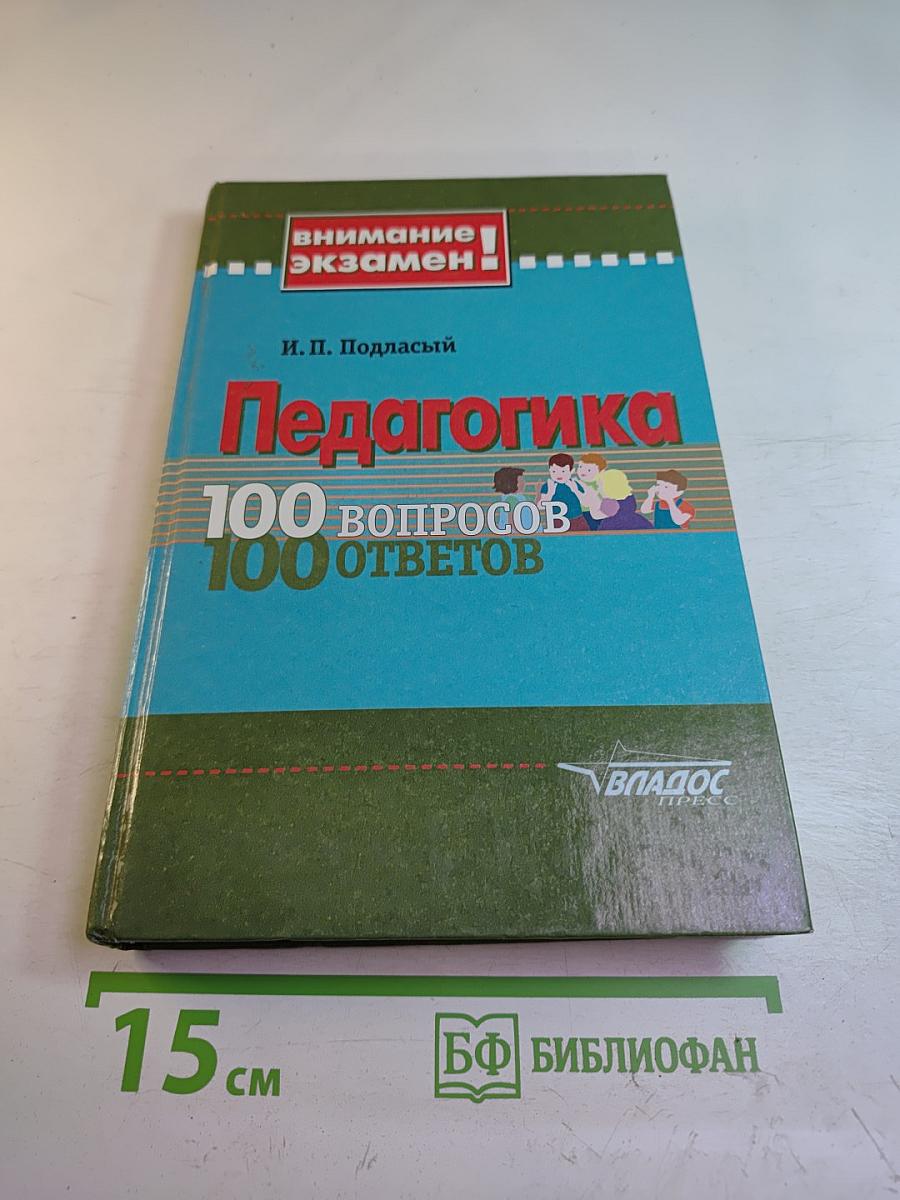 внимание
экзамен!
И. П. Подласый
Педагогика
100 ВОПРОСОВ
100 ОТВЕТОВ
ВЛАДОС
ПРЕСС
15 см
БФ БИБЛИОФАН